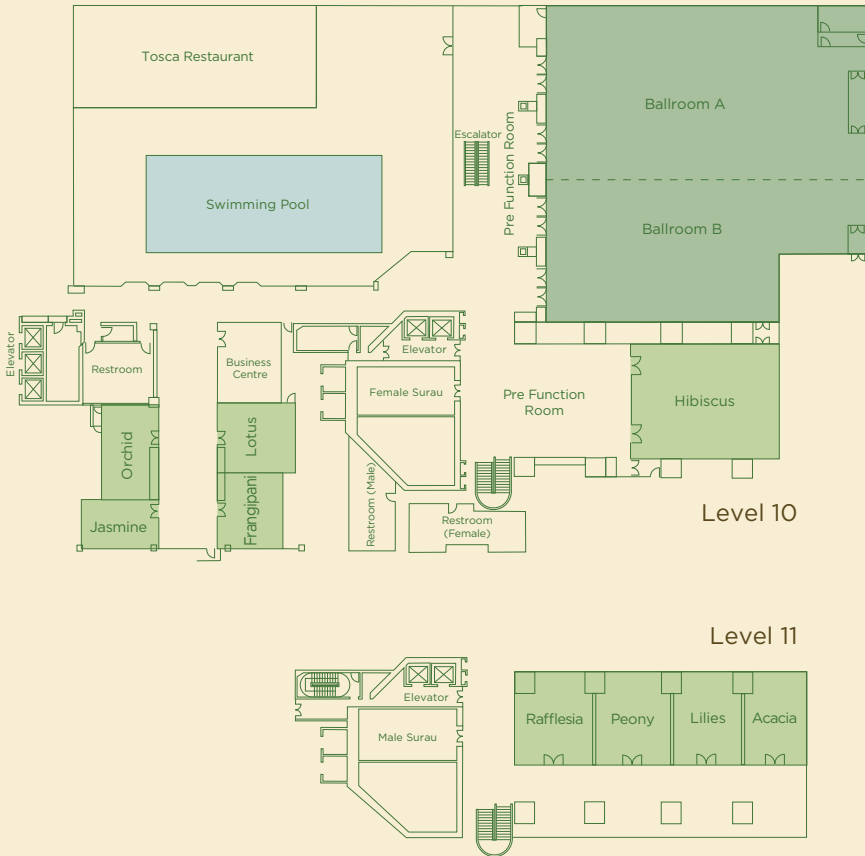 Tosca Restaurant
Ballroom A
Escalator
Pre Function Room
Swimming Pool
Ballroom B
Elevator
Restroom
Business
Centre
Elevator
Female Surau
Pre Function
Room
Hibiscus
Orchid
Lotus
Jasmine
Frangipani
Restroom (Male)
Restroom
(Female)
Level 10
Level 11
Elevator
Male Surau
Rafflesia
Peony
Lilies
Acacia